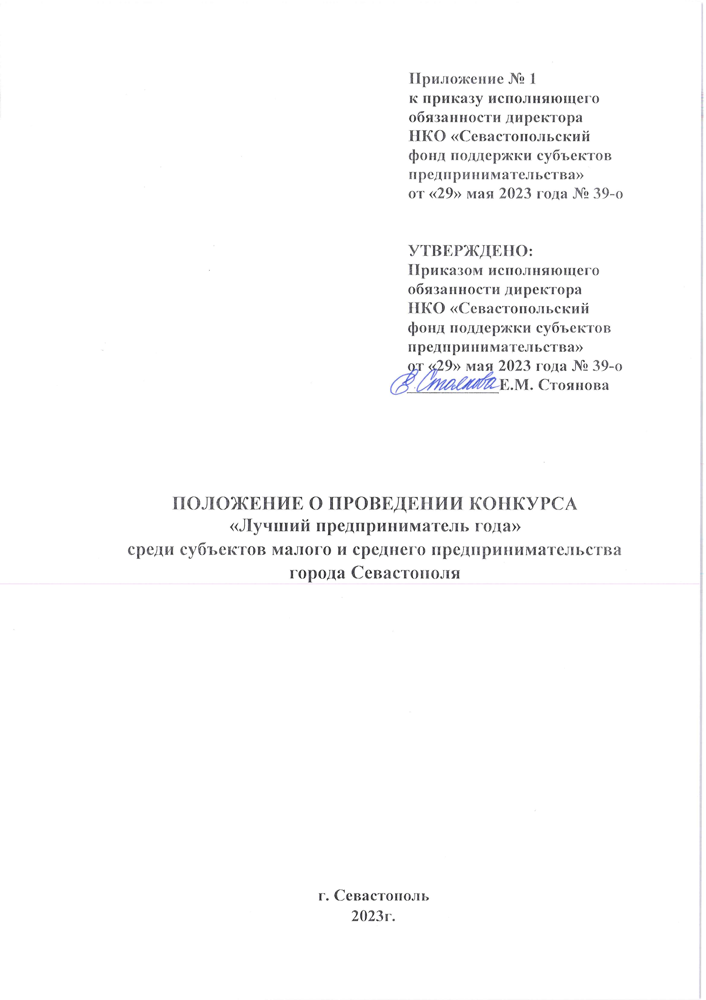 Приложение № 1
к приказу исполняющего
обязанности директора
НКО «Севастопольский
фонд поддержки субъектов
предпринимательства»
от «29» мая 2023 года № 39-о
УТВЕРЖДЕНО:
Приказом исполняющего
обязанности директора
НКО «Севастопольский
фонд поддержки субъектов
предпринимательства»
от «29» мая 2023 года № 39-о
Е. Стоянова Е.М. Стоянова
ПОЛОЖЕНИЕ О ПРОВЕДЕНИИ КОНКУРСА
«Лучший предприниматель года»
среди субъектов малого и среднего предпринимательства
города Севастополя
г. Севастополь
2023г.